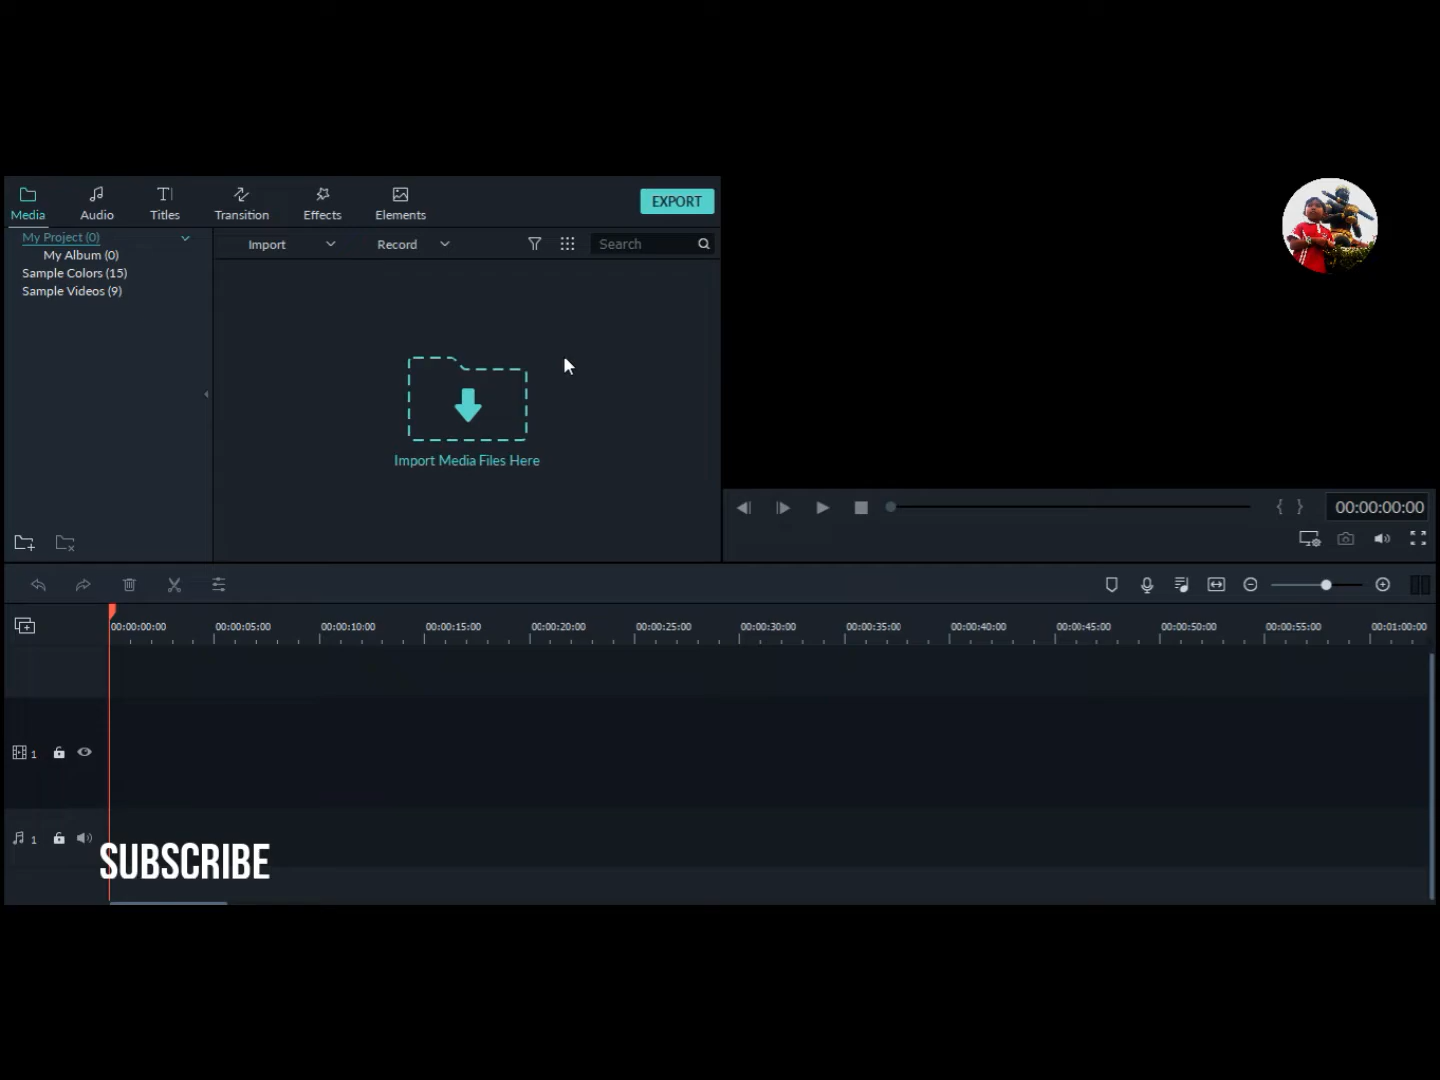 Media
Audio
Titles
Transition
Effects
Elements
EXPORT
My Project (0)
My Album (0)
Sample Colors (15)
Sample Videos (9)
Import
Record
Search
Import Media Files Here
00:00:00:00
00:00:00:00
00:00:05:00
00:00:10:00
00:00:15:00
00:00:20:00
00:00:25:00
00:00:30:00
00:00:35:00
00:00:40:00
00:00:45:00
00:00:50:00
00:00:55:00
00:01:00:00
1
1
SUBSCRIBE